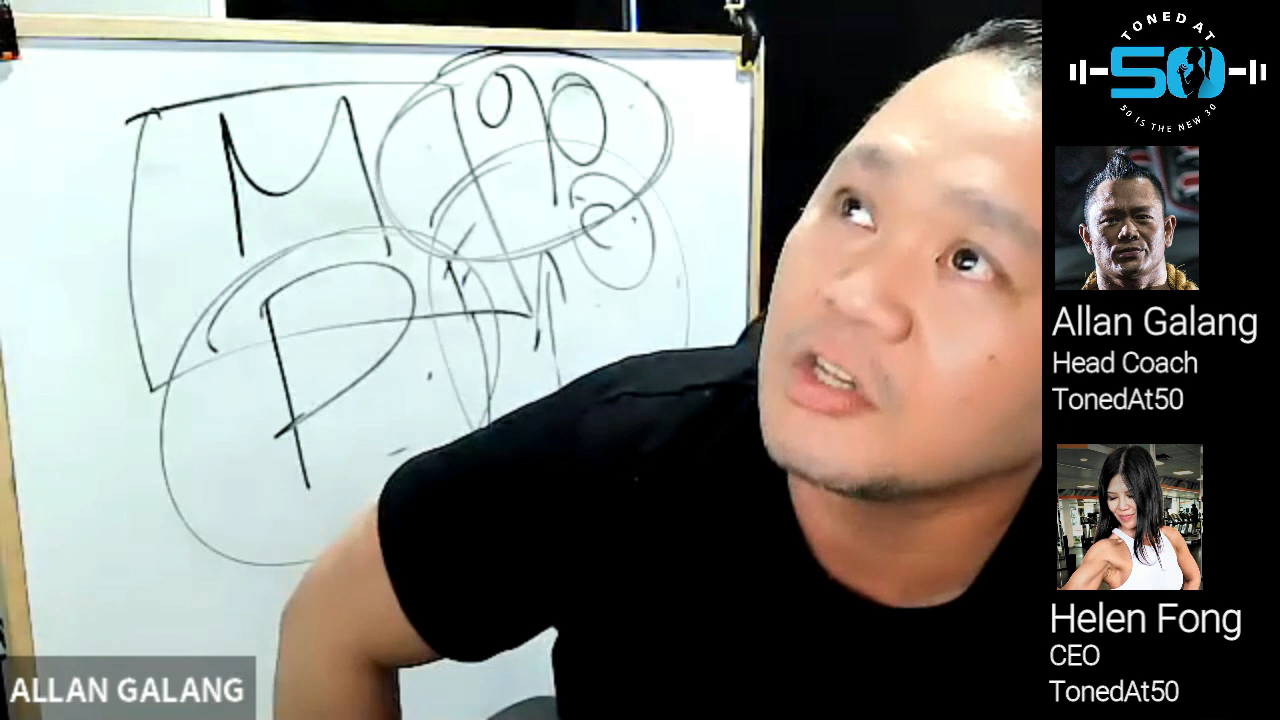 TONED AT
50
50 IS THE NEW 30
M
P
Allan Galang
Head Coach
TonedAt50
Helen Fong
CEO
TonedAt50
ALLAN GALANG